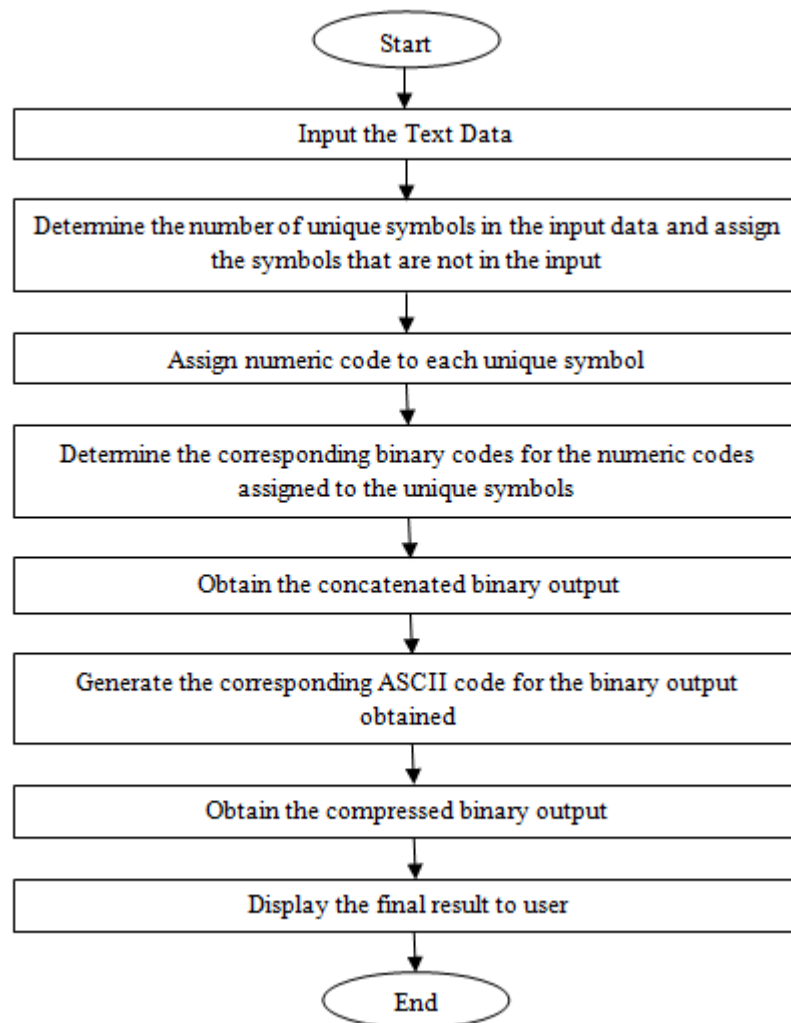 Start
Input the Text Data
Determine the number of unique symbols in the input data and assign
the symbols that are not in the input
Assign numeric code to each unique symbol
Determine the corresponding binary codes for the numeric codes
assigned to the unique symbols
Obtain the concatenated binary output
Generate the corresponding ASCII code for the binary output
obtained
Obtain the compressed binary output
Display the final result to user
End